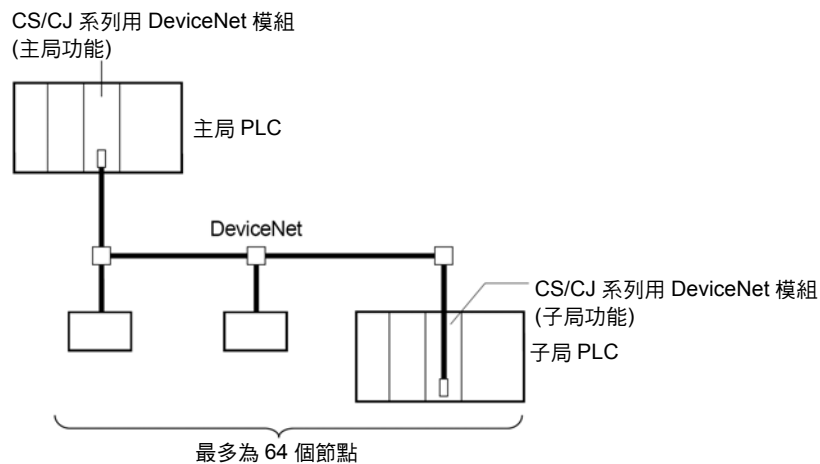 CS/CJ 系列用 DeviceNet 模組
(主局功能)
主局 PLC
DeviceNet
CS/CJ 系列用 DeviceNet 模組
(子局功能)
子局 PLC
最多為 64 個節點